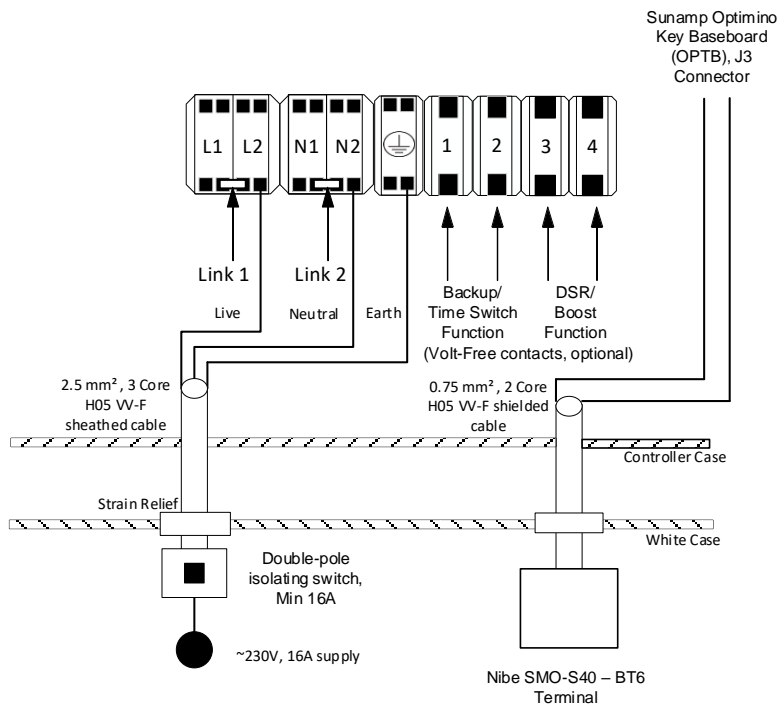 Sunamp Optimino
Key Baseboard
(OPTB), J3
Connector
L1 L2 N1 N2 1 2 3 4
Link 1 Link 2
Live Neutral Earth
Backup/
Time Switch
Function
DSR/
Boost
Function
(Volt-Free contacts, optional)
2.5 mm², 3 Core
H05 VV-F
sheathed cable
0.75 mm², 2 Core
H05 VV-F shielded
cable
Controller Case
Strain Relief
White Case
Double-pole
isolating switch,
Min 16A
~230V, 16A supply
Nibe SMO-S40 – BT6
Terminal